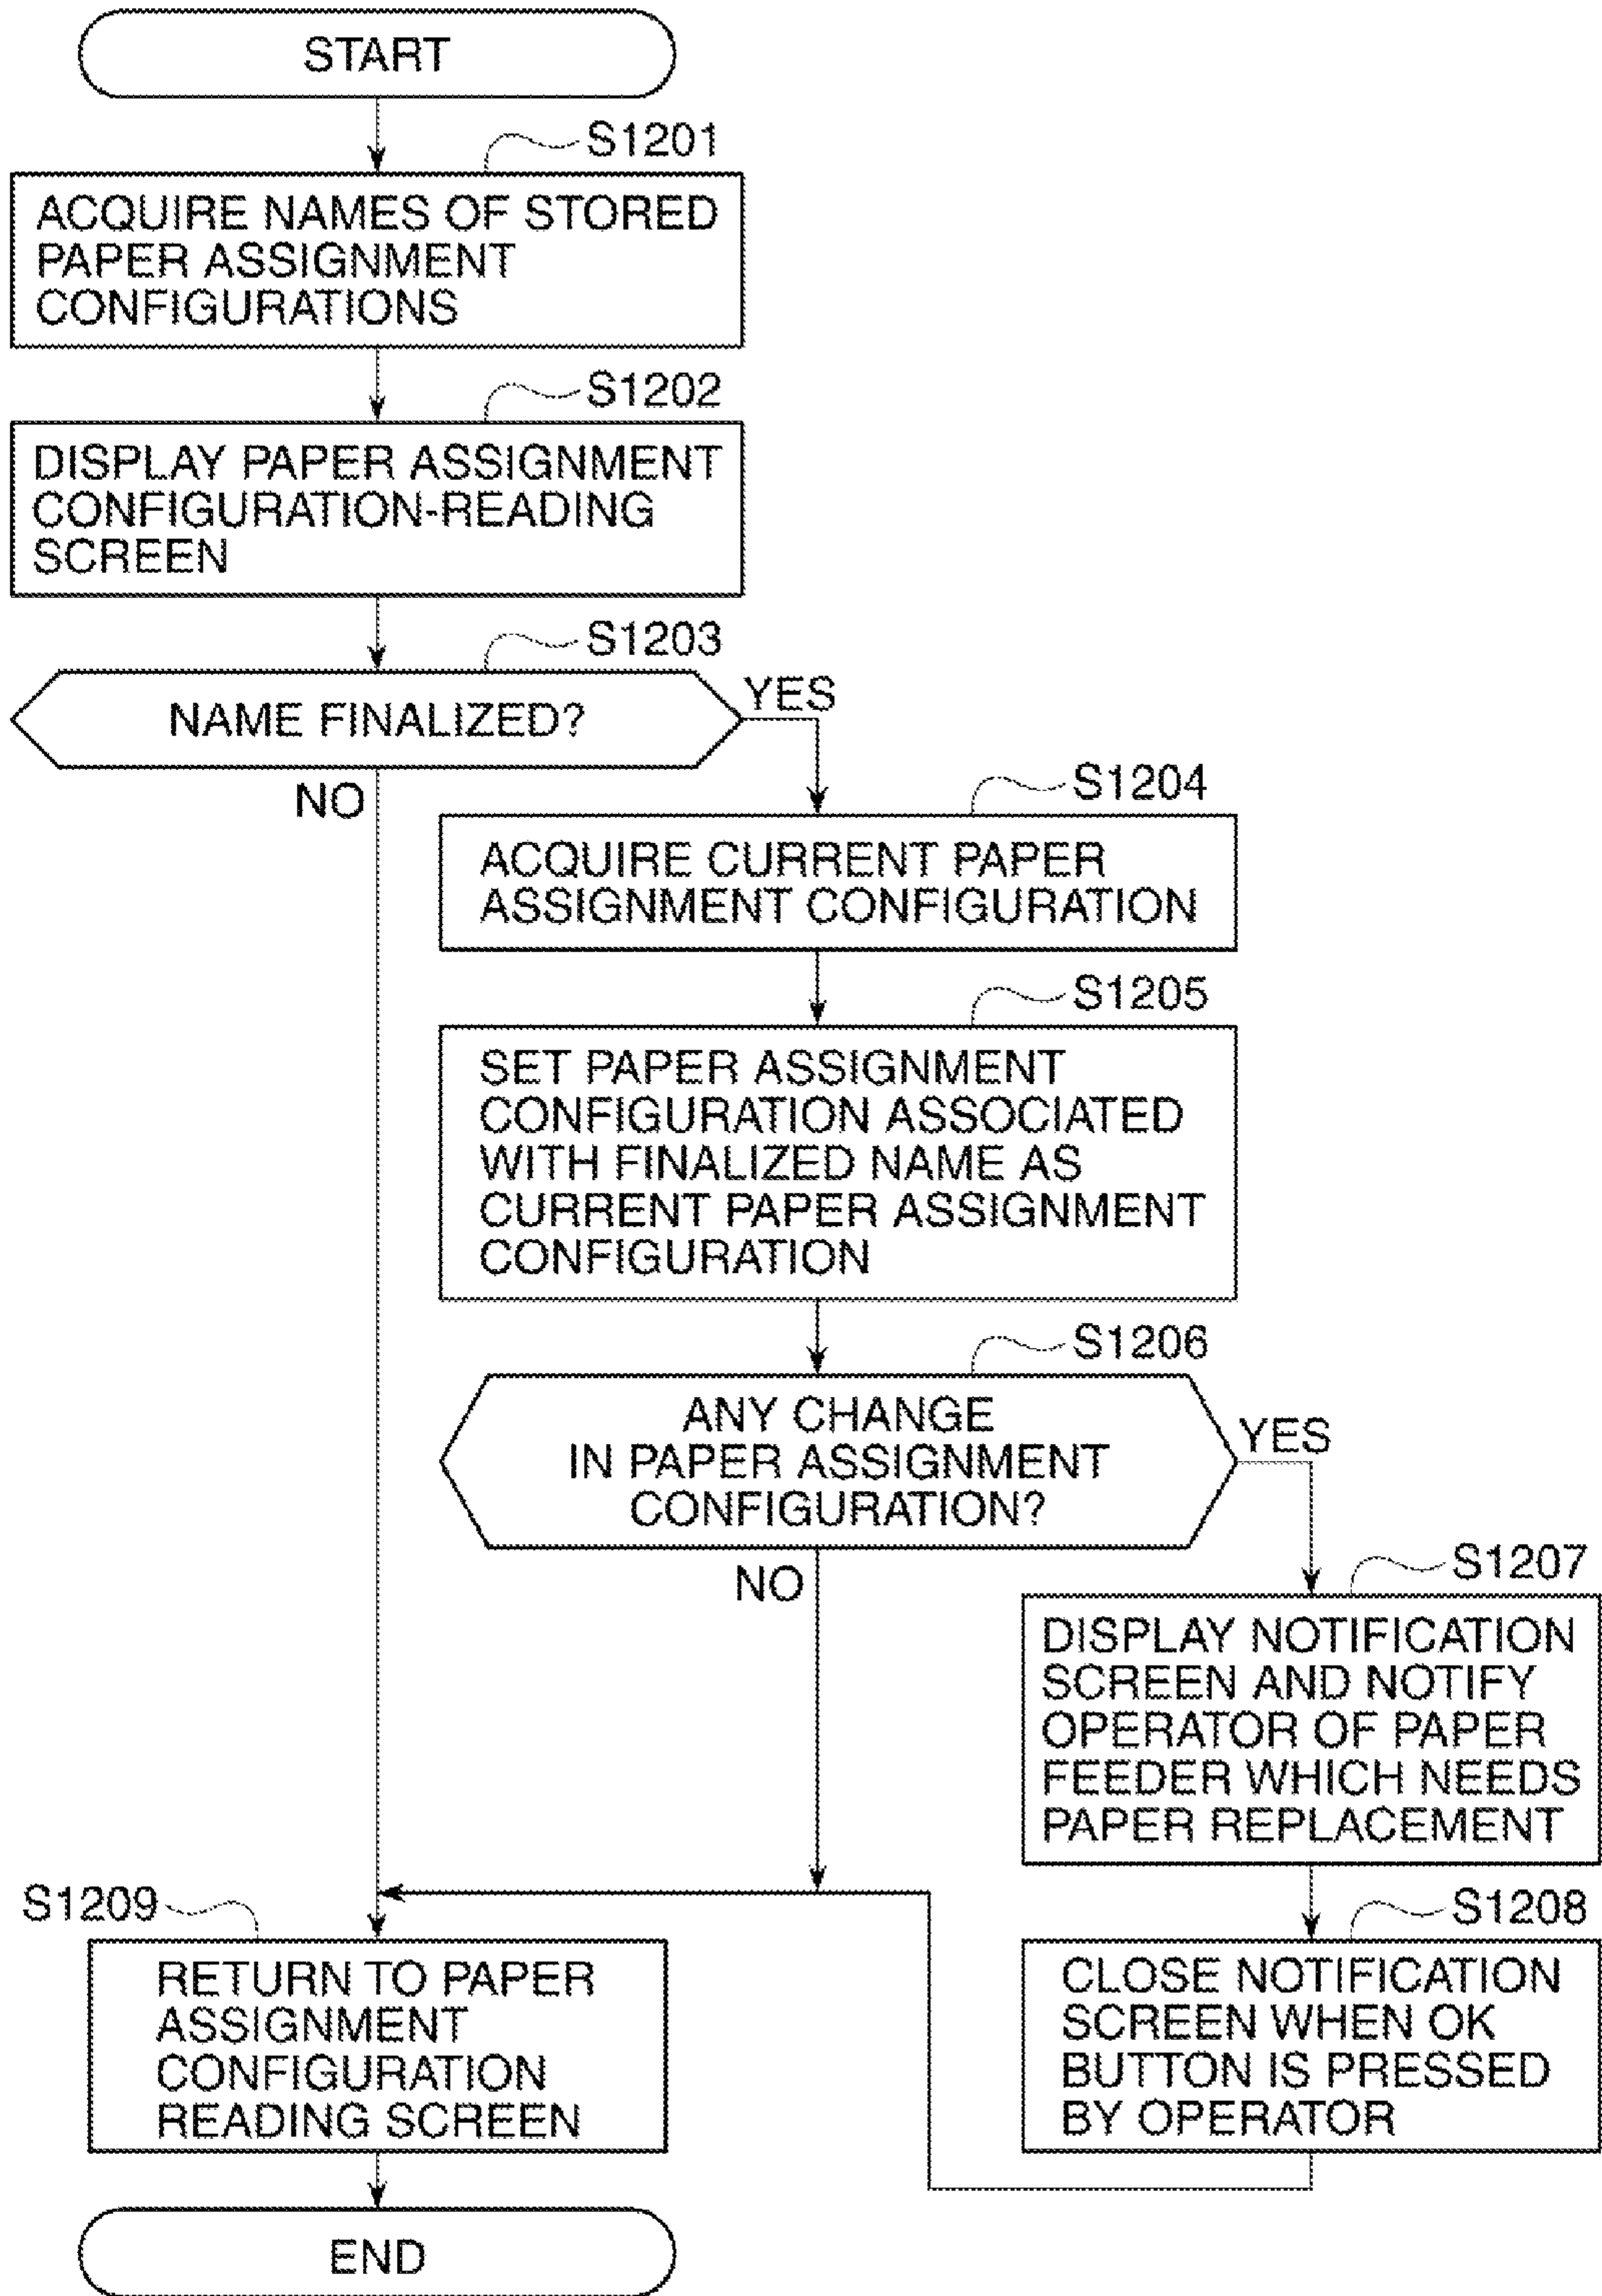 START
S1201
ACQUIRE NAMES OF STORED
PAPER ASSIGNMENT
CONFIGURATIONS
S1202
DISPLAY PAPER ASSIGNMENT
CONFIGURATION-READING
SCREEN
S1203
NAME FINALIZED?
YES
NO
S1204
ACQUIRE CURRENT PAPER
ASSIGNMENT CONFIGURATION
S1205
SET PAPER ASSIGNMENT
CONFIGURATION ASSOCIATED
WITH FINALIZED NAME AS
CURRENT PAPER ASSIGNMENT
CONFIGURATION
S1206
ANY CHANGE
IN PAPER ASSIGNMENT
CONFIGURATION?
YES
NO
S1207
DISPLAY NOTIFICATION
SCREEN AND NOTIFY
OPERATOR OF PAPER
FEEDER WHICH NEEDS
PAPER REPLACEMENT
S1208
CLOSE NOTIFICATION
SCREEN WHEN OK
BUTTON IS PRESSED
BY OPERATOR
S1209
RETURN TO PAPER
ASSIGNMENT
CONFIGURATION
READING SCREEN
END